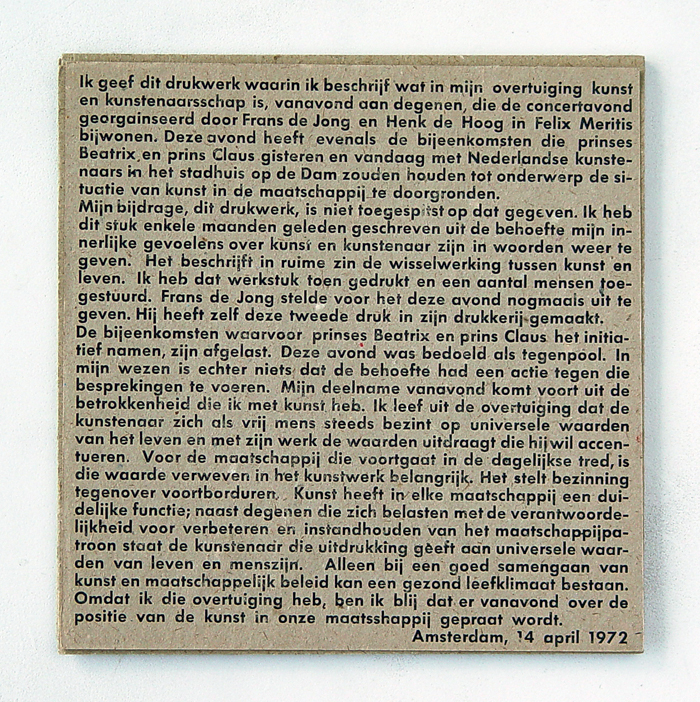 Ik geef dit drukwerk waarin ik beschrijf wat in mijn overtuiging kunst
en kunstenaarsschap is, vanavond aan degenen, die de concertavond
georgainseerd door Frans de Jong en Henk de Hoog in Felix Meritis
bijwonen. Deze avond heeft evenals de bijeenkomsten die prinses
Beatrix en prins Claus gisteren en vandaag met Nederlandse kunste-
naars in het stadhuis op de Dam zouden houden tot onderwerp de si-
tuatie van kunst in de maatschappij te doorgronden.
Mijn bijdrage, dit drukwerk, is niet toegespitst op dat gegeven. Ik heb
dit stuk enkele maanden geleden geschreven uit de behoefte mijn in-
nerlijke gevoelens over kunst en kunstenaar zijn in woorden weer te
geven. Het beschrijft in ruime zin de wisselwerking tussen kunst en
leven. Ik heb dat werkstuk toen gedrukt en een aantal mensen toe-
gestuurd. Frans de Jong stelde voor het deze avond nogmaals uit te
geven. Hij heeft zelf deze tweede druk in zijn drukkerij gemaakt.
De bijeenkomsten waarvoor prinses Beatrix en prins Claus het initia-
tief namen, zijn afgelast. Deze avond was bedoeld als tegenpool. In
mijn wezen is echter niets dat de behoefte had een actie tegen die
besprekingen te voeren. Mijn deelname vanavond komt voort uit de
betrokkenheid die ik met kunst heb. Ik leef uit de overtuiging dat de
kunstenaar zich als vrij mens steeds bezint op universele waarden
van het leven en met zijn werk de waarden uitdraagt die hij wil accen-
tueren. Voor de maatschappij die voortgaat in de dagelijkse tred, is
die waarde verweven in het kunstwerk belangrijk. Het stelt bezinning
tegenover voortborduren. Kunst heeft in elke maatschappij een dui-
delijke functie; naast degenen die zich belasten met de verantwoorde-
lijkheid voor verbeteren en instandhouden van het maatschappijpa-
troon staat de kunstenaar die uitdrukking geeft aan universele waar-
den van leven en menszijn. Alleen bij een goed samengaan van
kunst en maatschappelijk beleid kan een gezond leefklimaat bestaan.
Omdat ik die overtuiging heb, ben ik blij dat er vanavond over de
positie van de kunst in onze maatsshappij gepraat wordt.
Amsterdam, 14 april 1972